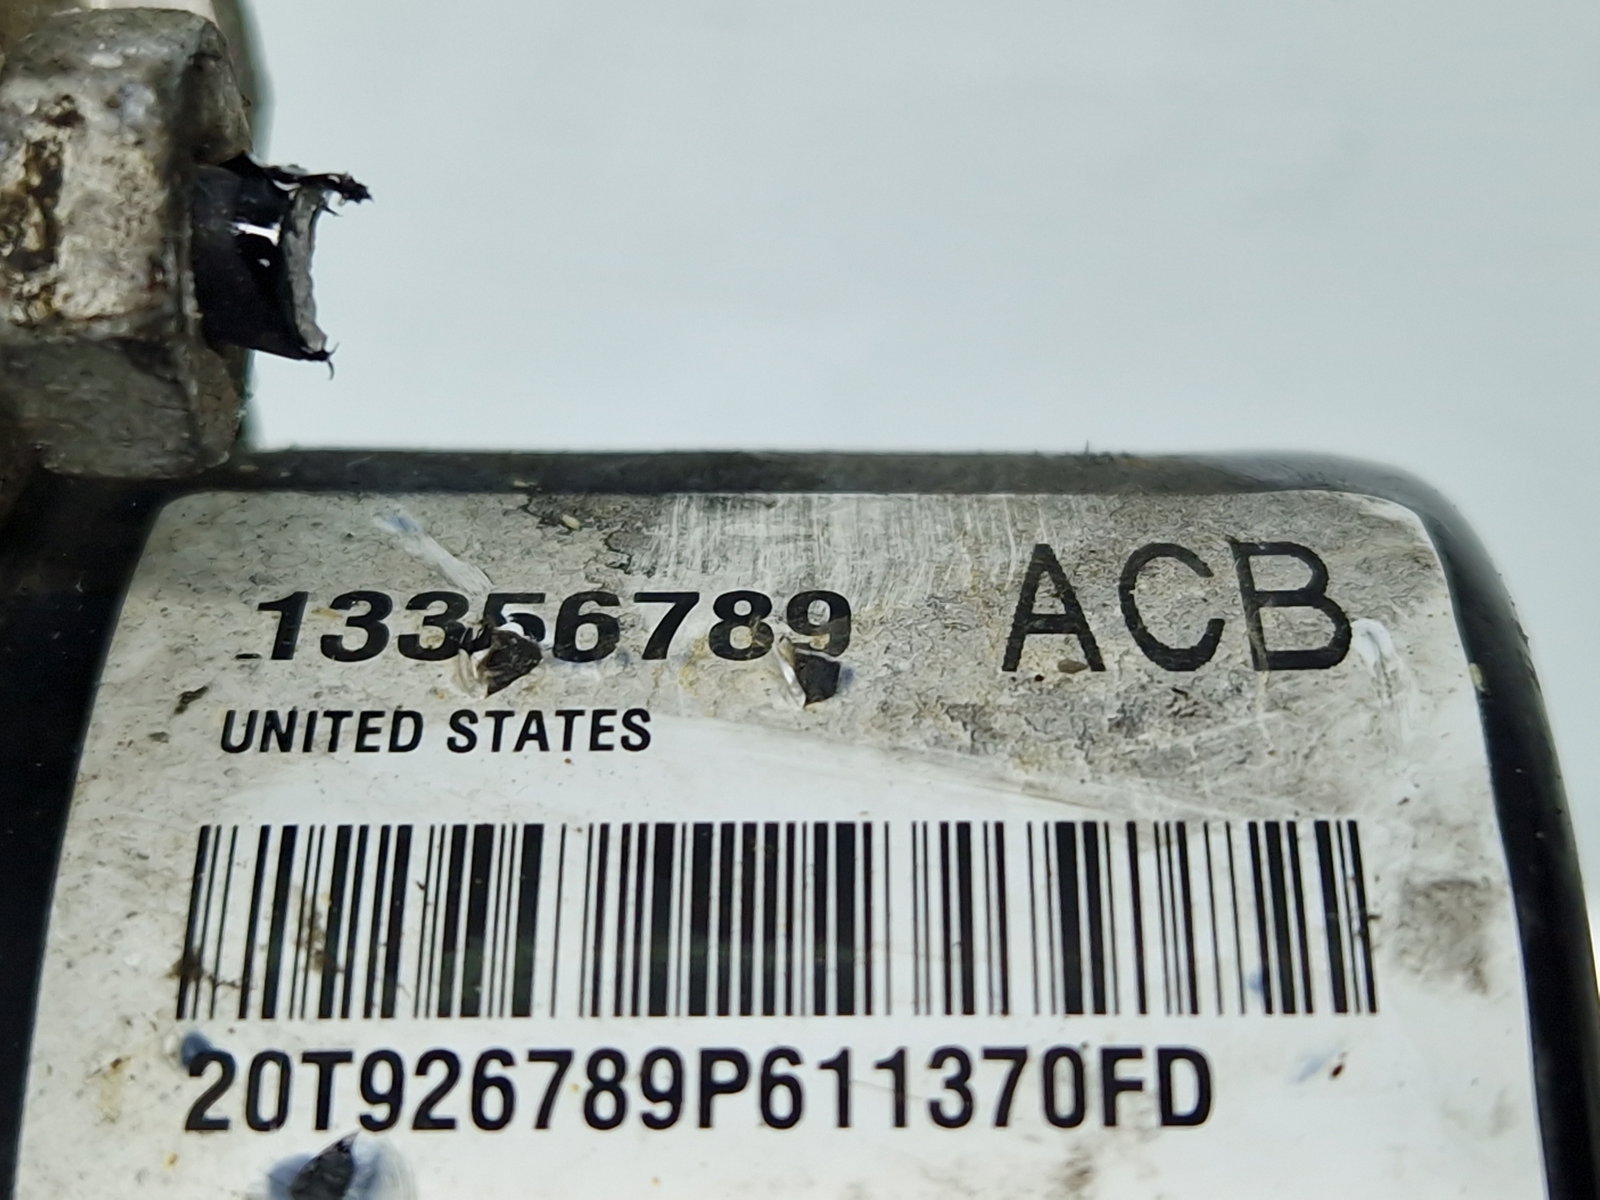 13356789 ACB
UNITED STATES
20T926789P611370FD